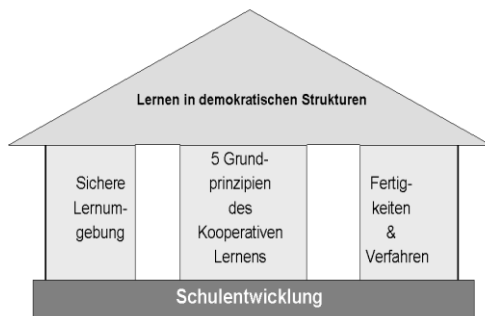 Lernen in demokratischen Strukturen
Sichere
Lernum-
gebung
5 Grund-
prinzipien
des
Kooperativen
Lernens
Fertig-
keiten
&
Verfahren
Schulentwicklung